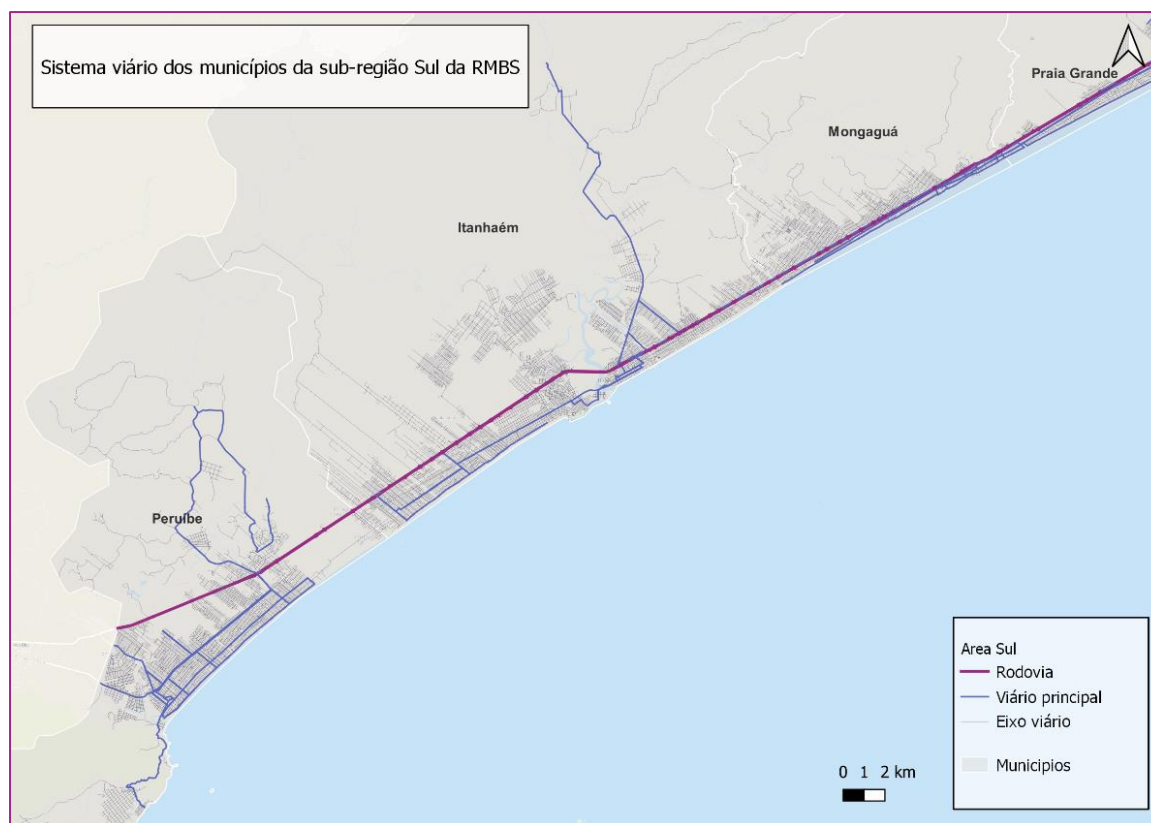 Sistema viário dos municípios da sub-região Sul da RMBS
Praia Grande
Mongaguá
Itanhaém
Peruíbe
Area Sul
Rodovia
Viário principal
Eixo viário
Municipios
0 1 2 km